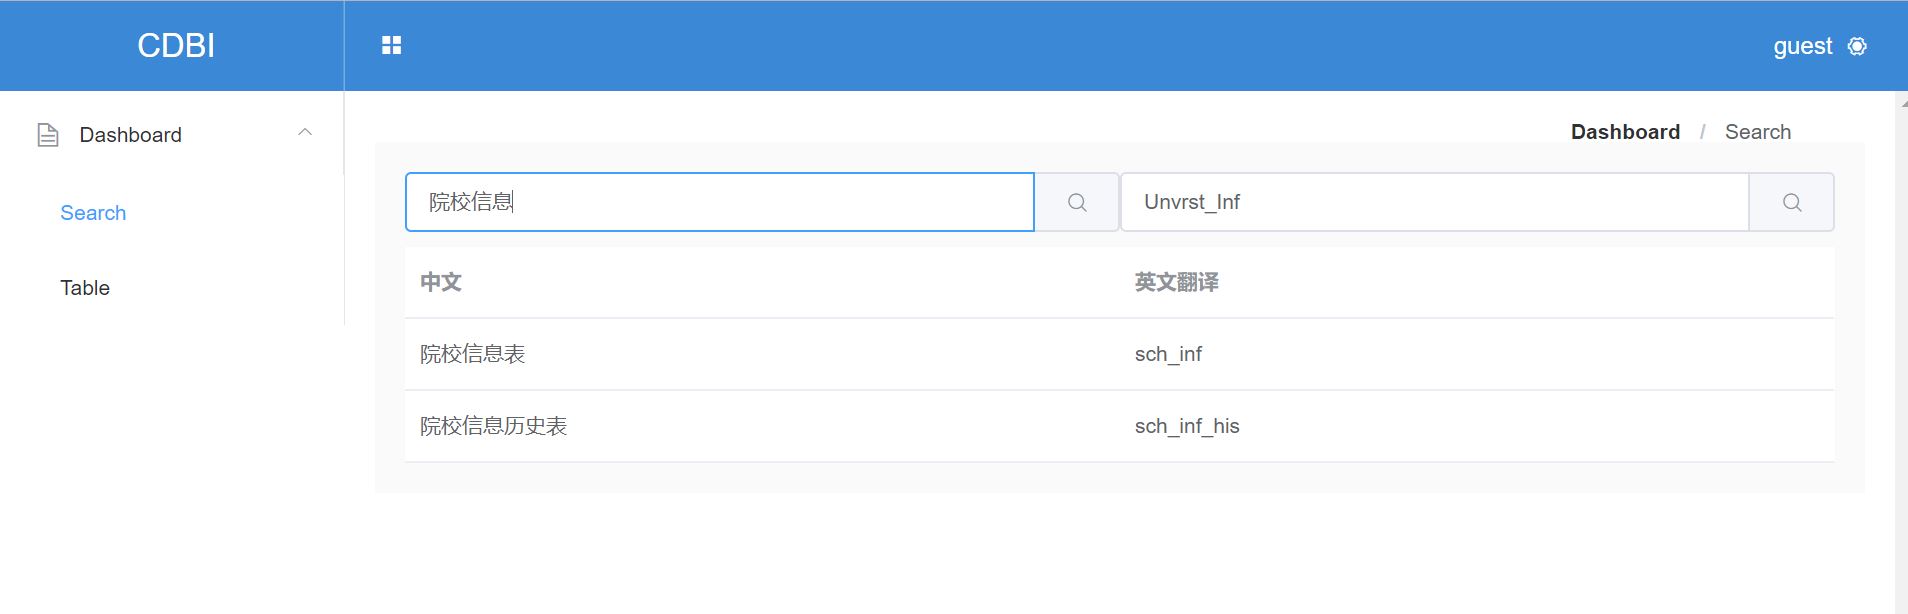 CDBI
guest
Dashboard
Search
Table
Dashboard / Search
院校信息
Unvrst_Inf
中文 英文翻译
院校信息表 sch_inf
院校信息历史表 sch_inf_his